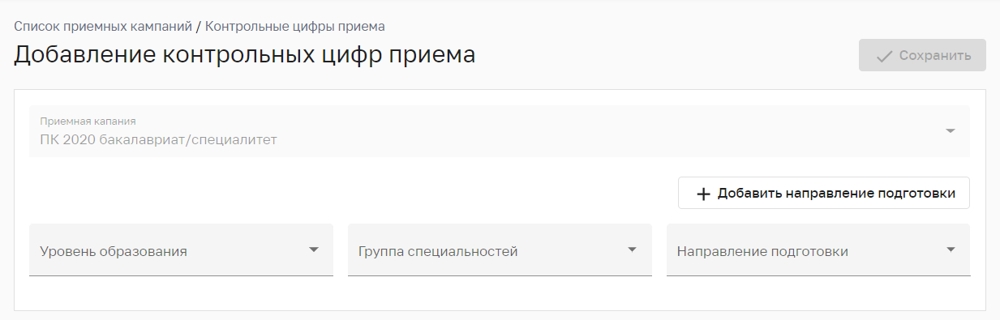 Список приемных кампаний / Контрольные цифры приема
Добавление контрольных цифр приема
Сохранить
Приемная капания
ПК 2020 бакалавриат/специалитет
Добавить направление подготовки
Уровень образования
Группа специальностей
Направление подготовки